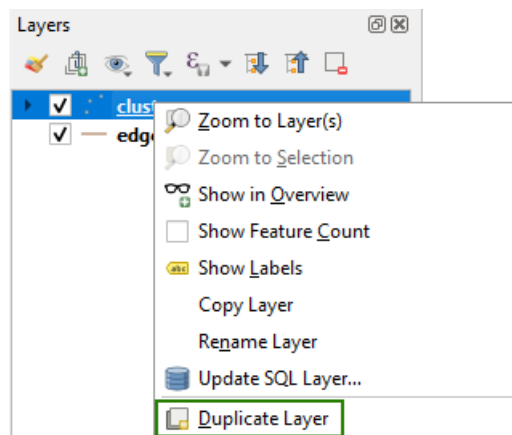 Layers
clust
edge
Zoom to Layer(s)
Zoom to Selection
Show in Overview
Show Feature Count
abc
Show Labels
Copy Layer
Rename Layer
Update SQL Layer...
Duplicate Layer